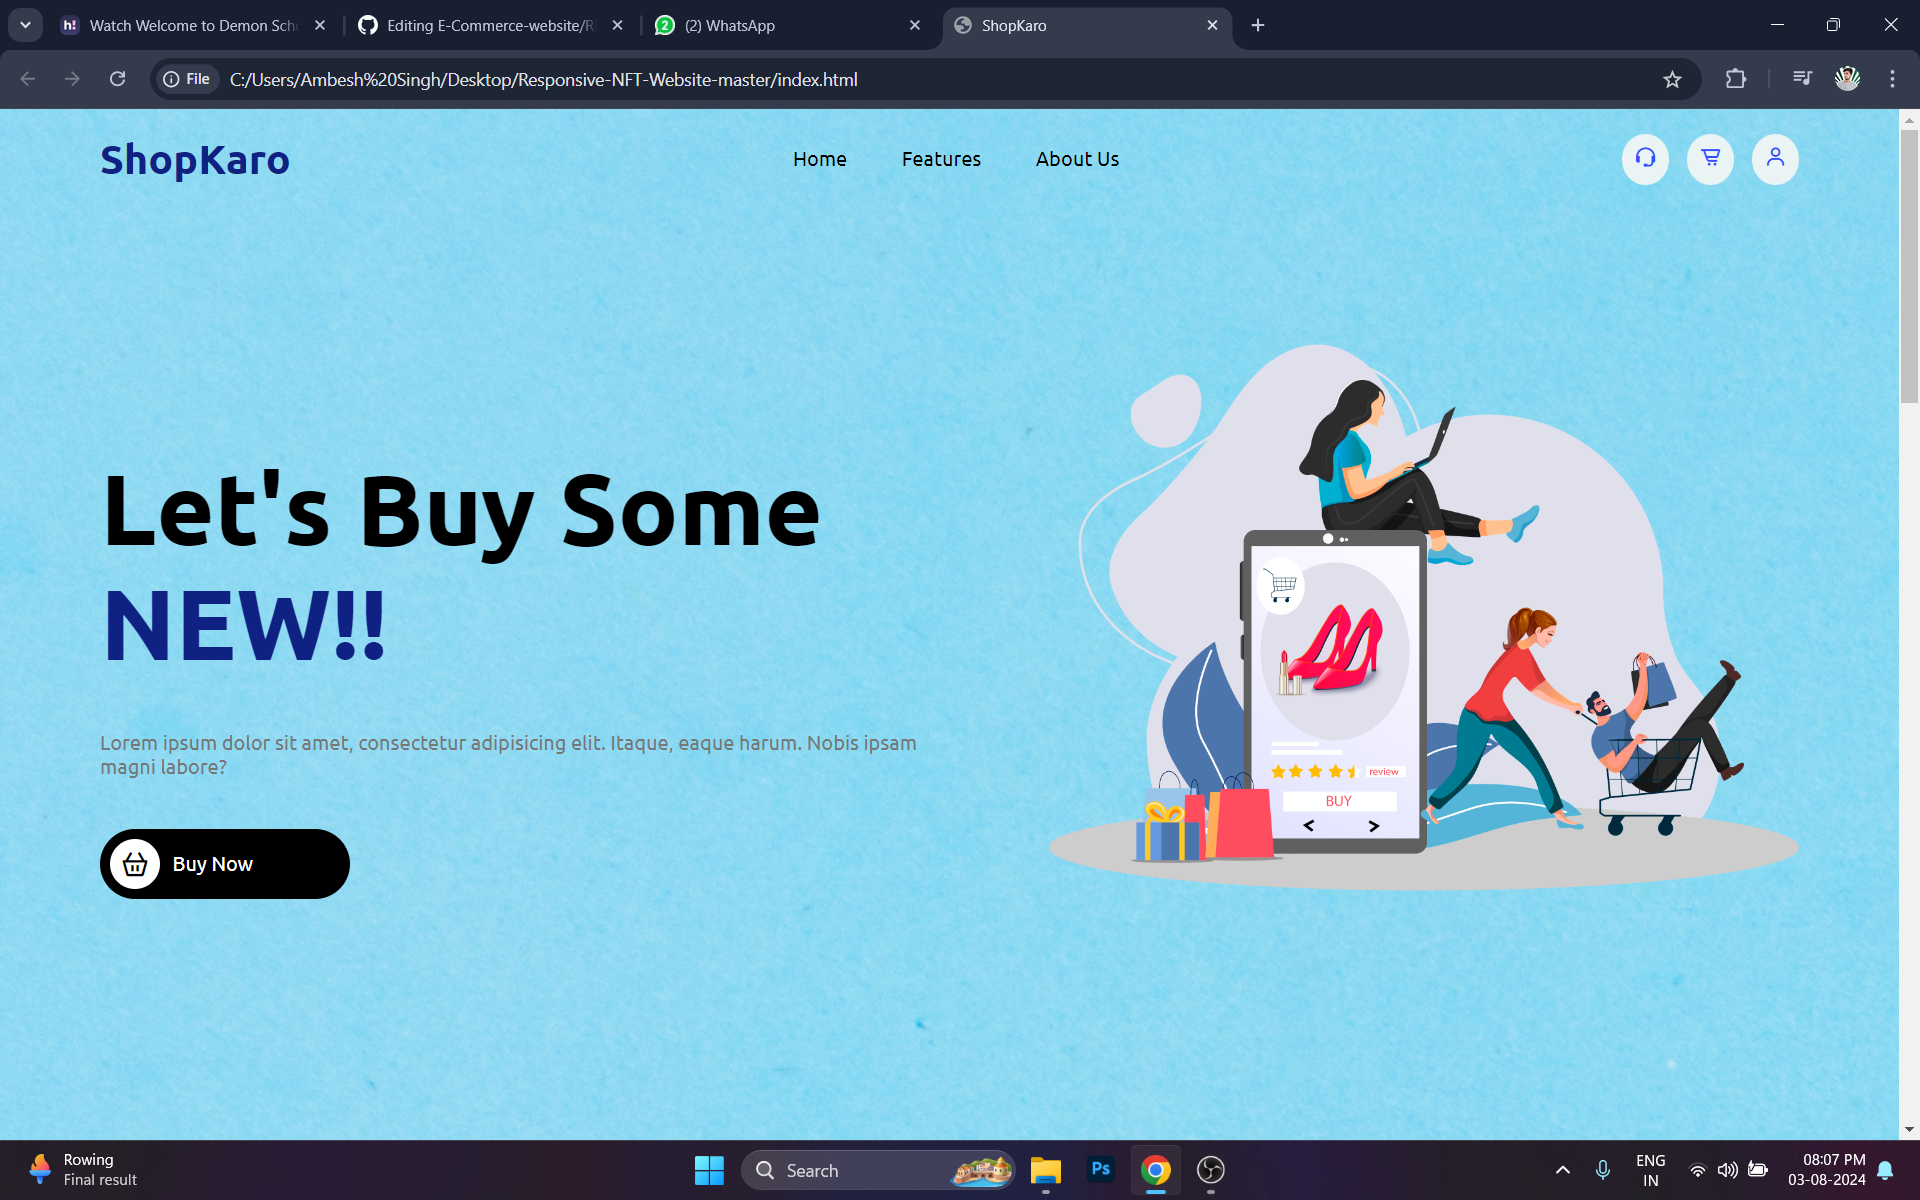 Watch Welcome to Demon Sch
Editing E-Commerce-website/R
(2) WhatsApp
ShopKaro
File
C:/Users/Ambesh%20Singh/Desktop/Responsive-NFT-Website-master/index.html
ShopKaro
Home
Features
About Us
Let's Buy Some
NEW!!
Lorem ipsum dolor sit amet, consectetur adipisicing elit. Itaque, eaque harum. Nobis ipsam
magni labore?
Buy Now
review
BUY
Rowing
Final result
Search
Ps
ENG
IN
08:07 PM
03-08-2024